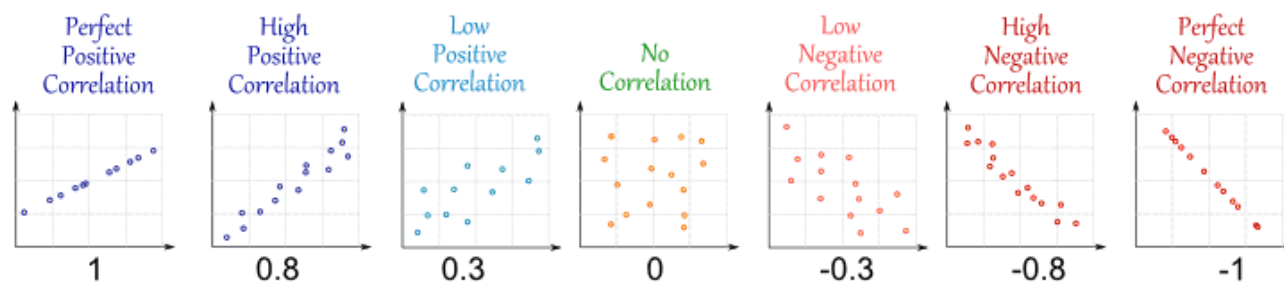 Perfect
Positive
Correlation
High
Positive
Correlation
Low
Positive
Correlation
No
Correlation
Low
Negative
Correlation
High
Negative
Correlation
Perfect
Negative
Correlation
1
0.8
0.3
0
-0.3
-0.8
-1